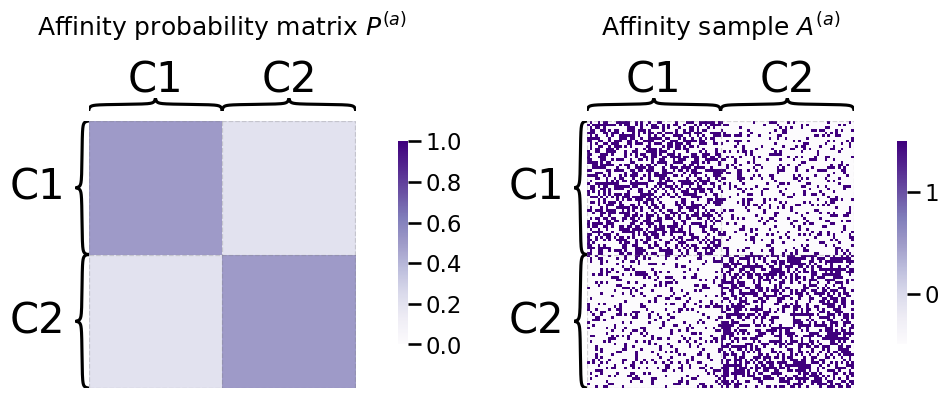 Affinity probability matrix P^(a)
C1 C2
C1
C2
1.0
0.8
0.6
0.4
0.2
0.0
Affinity sample A^(a)
C1 C2
C1
C2
1
0